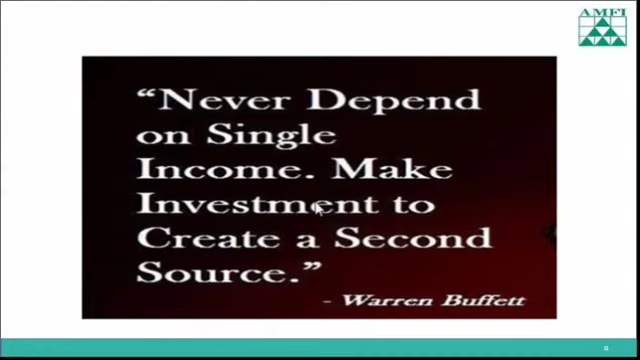 AMFI
“Never Depend
on Single
Income. Make
Investment to
Create a Second
Source.”
- Warren Buffett